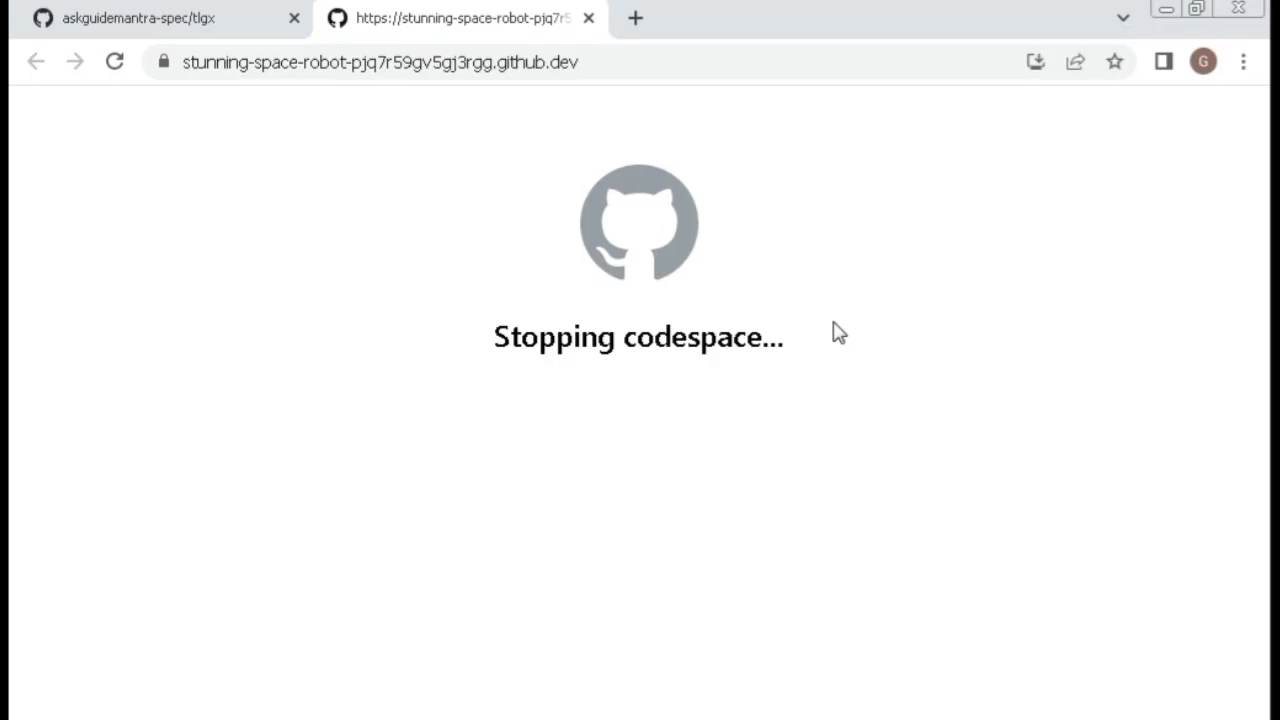 askguidemantra-spec/tlgx
https://stunning-space-robot-pjq7r5
stunning-space-robot-pjq7r59gv5gj3rgg.github.dev
G
Stopping codespace...